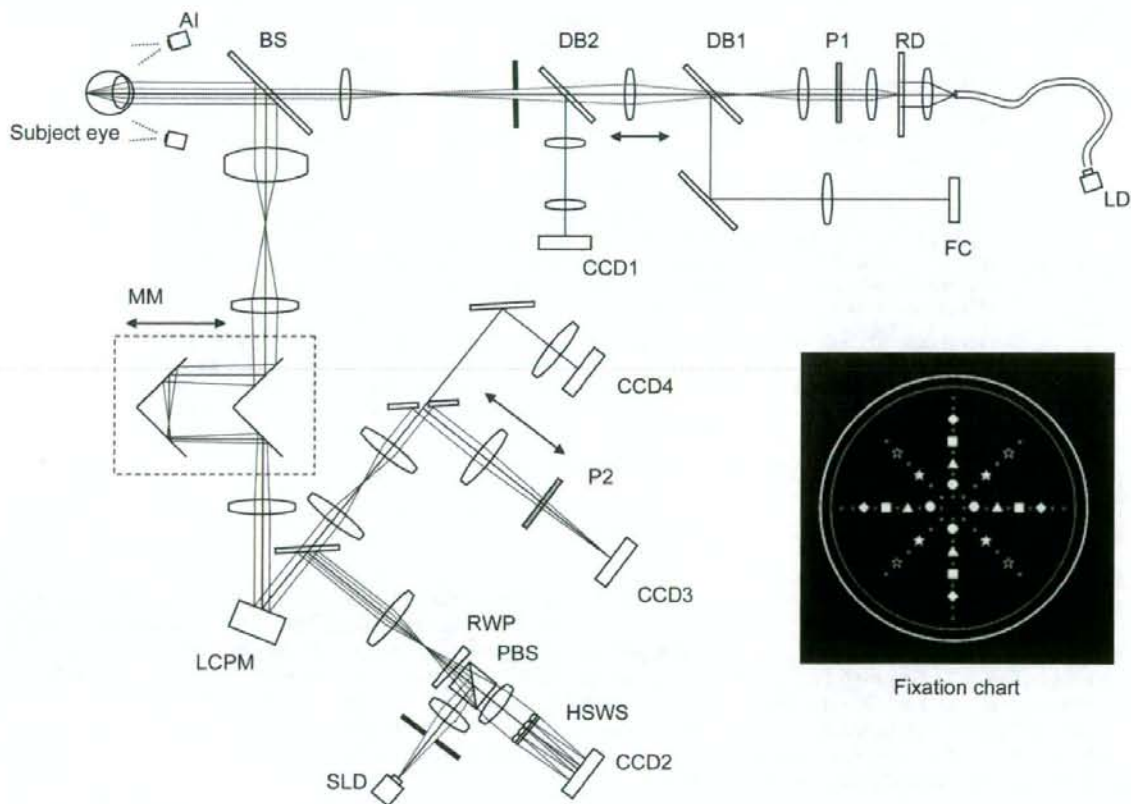 AI
BS
DB2
DB1
P1
RD
Subject eye
LD
CCD1
FC
MM
CCD4
P2
CCD3
LCPM
RWP
PBS
HSWS
CCD2
SLD
Fixation chart